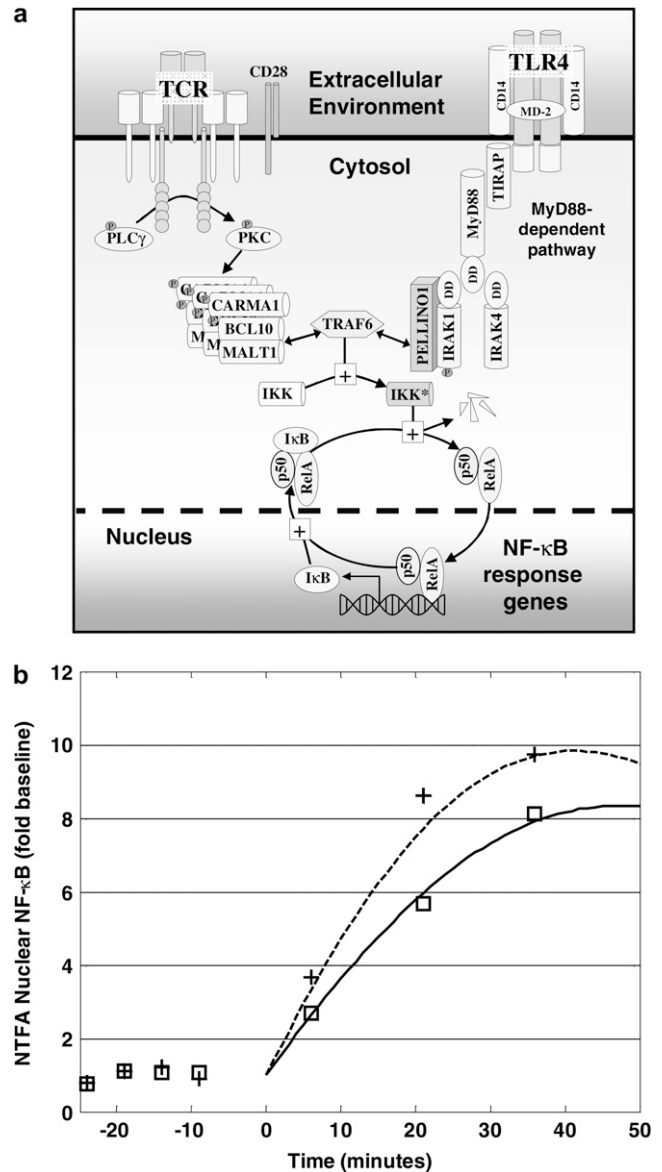 a
Extracellular
Environment
TCR
CD28
TLR4
CD14
MD-2
CD14
Cytosol
TIRAP
MyD88
MyD88-
dependent
pathway
P
PLCγ
P
PKC
DD
DD
DD
P
P
P
CARMA1
BCL10
MALT1
M
M
TRAF6
PELLINO1
IRAK1
IRAK4
P
IKK
+
IKK*
+
IκB
p50
RelA
p50
RelA
Nucleus
+
IκB
p50
RelA
NF-κB
response
genes
b
NTFA Nuclear NF-κB (fold baseline)
12
10
8
6
4
2
0
-20
-10
0
10
20
30
40
50
Time (minutes)